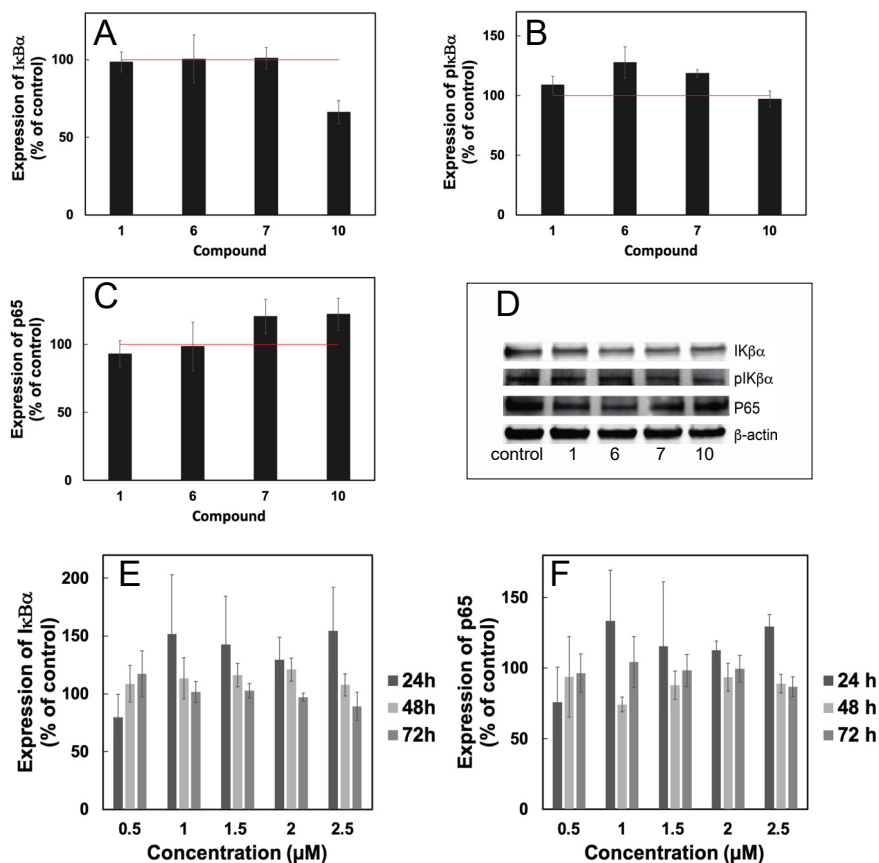 A
Expression of IκBα
(% of control)
100
50
0
1 6 7 10
Compound
B
Expression of pIκBα
(% of control)
150
100
50
0
1 6 7 10
Compound
C
Expression of p65
(% of control)
100
50
0
1 6 7 10
Compound
D
IKβα
pIKβα
P65
β-actin
control 1 6 7 10
E
Expression of IκBα
(% of control)
200
150
100
50
0
0.5 1 1.5 2 2.5
Concentration (μM)
24h
48h
72h
F
Expression of p65
(% of control)
150
100
50
0
0.5 1 1.5 2 2.5
Concentration (μM)
24 h
48 h
72 h